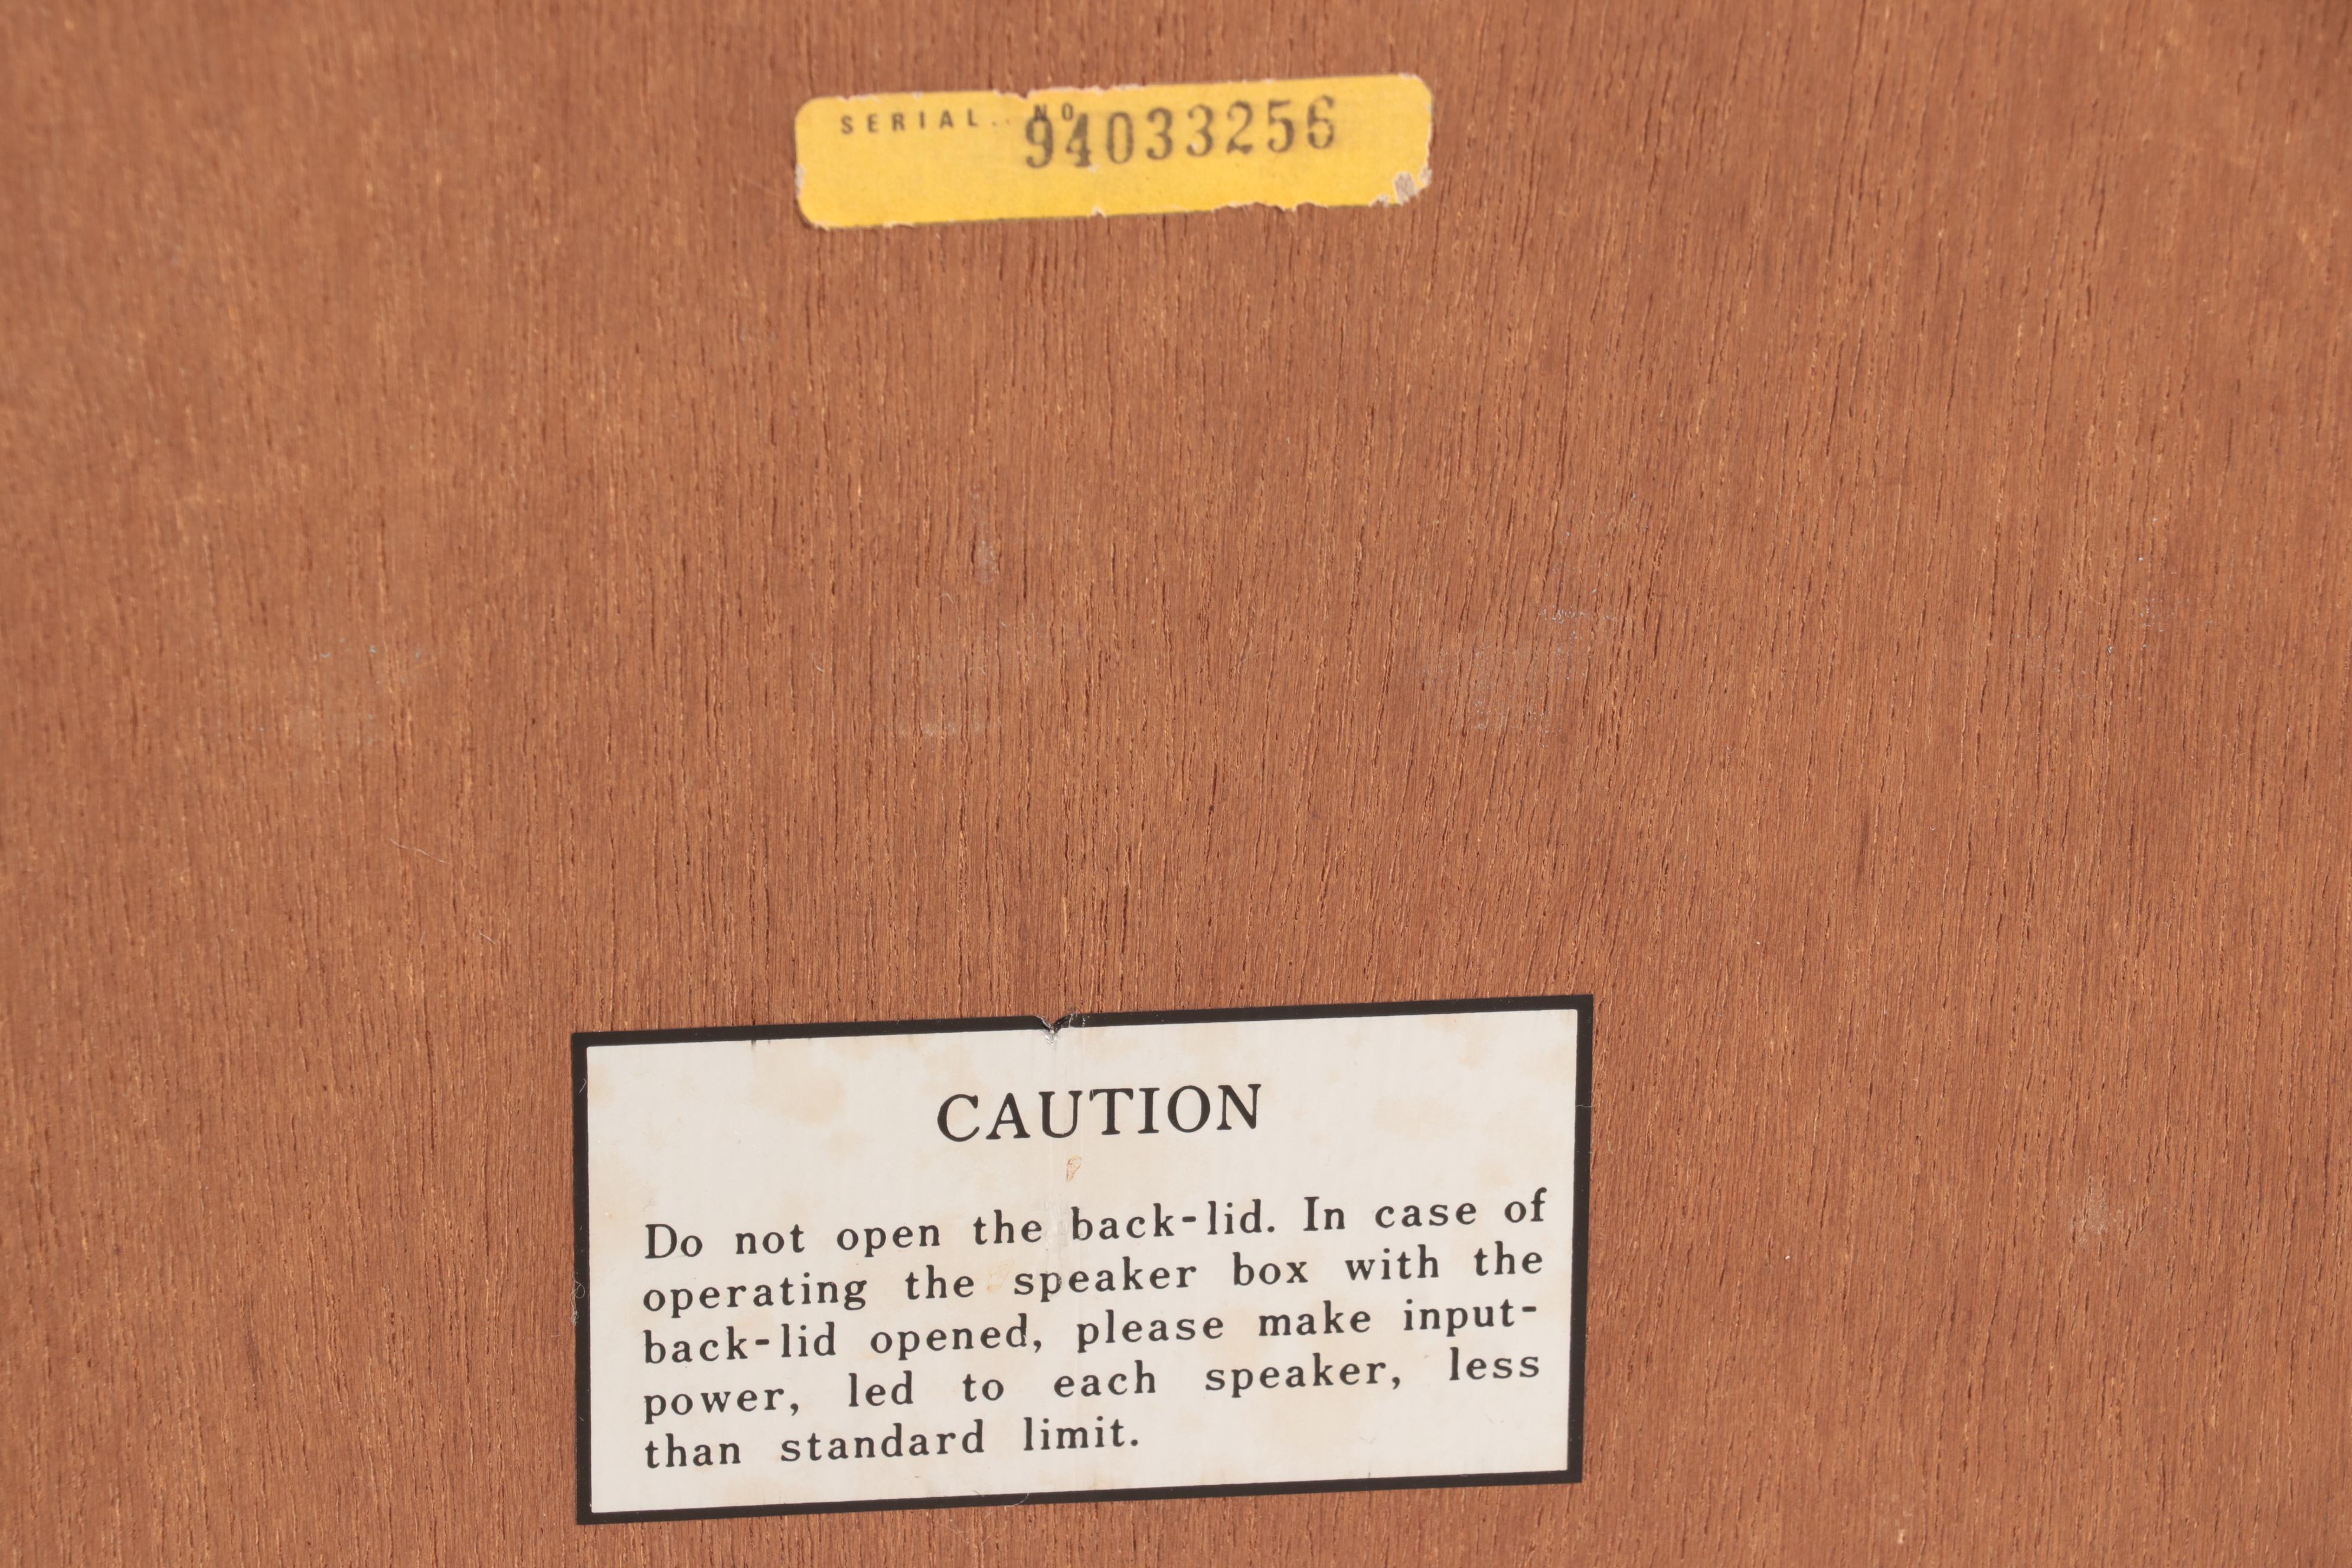 SERIAL.. NO
94033256
CAUTION
Do not open the back-lid. In case of
operating the speaker box with the
back-lid opened, please make input-
power, led to each speaker, less
than standard limit.